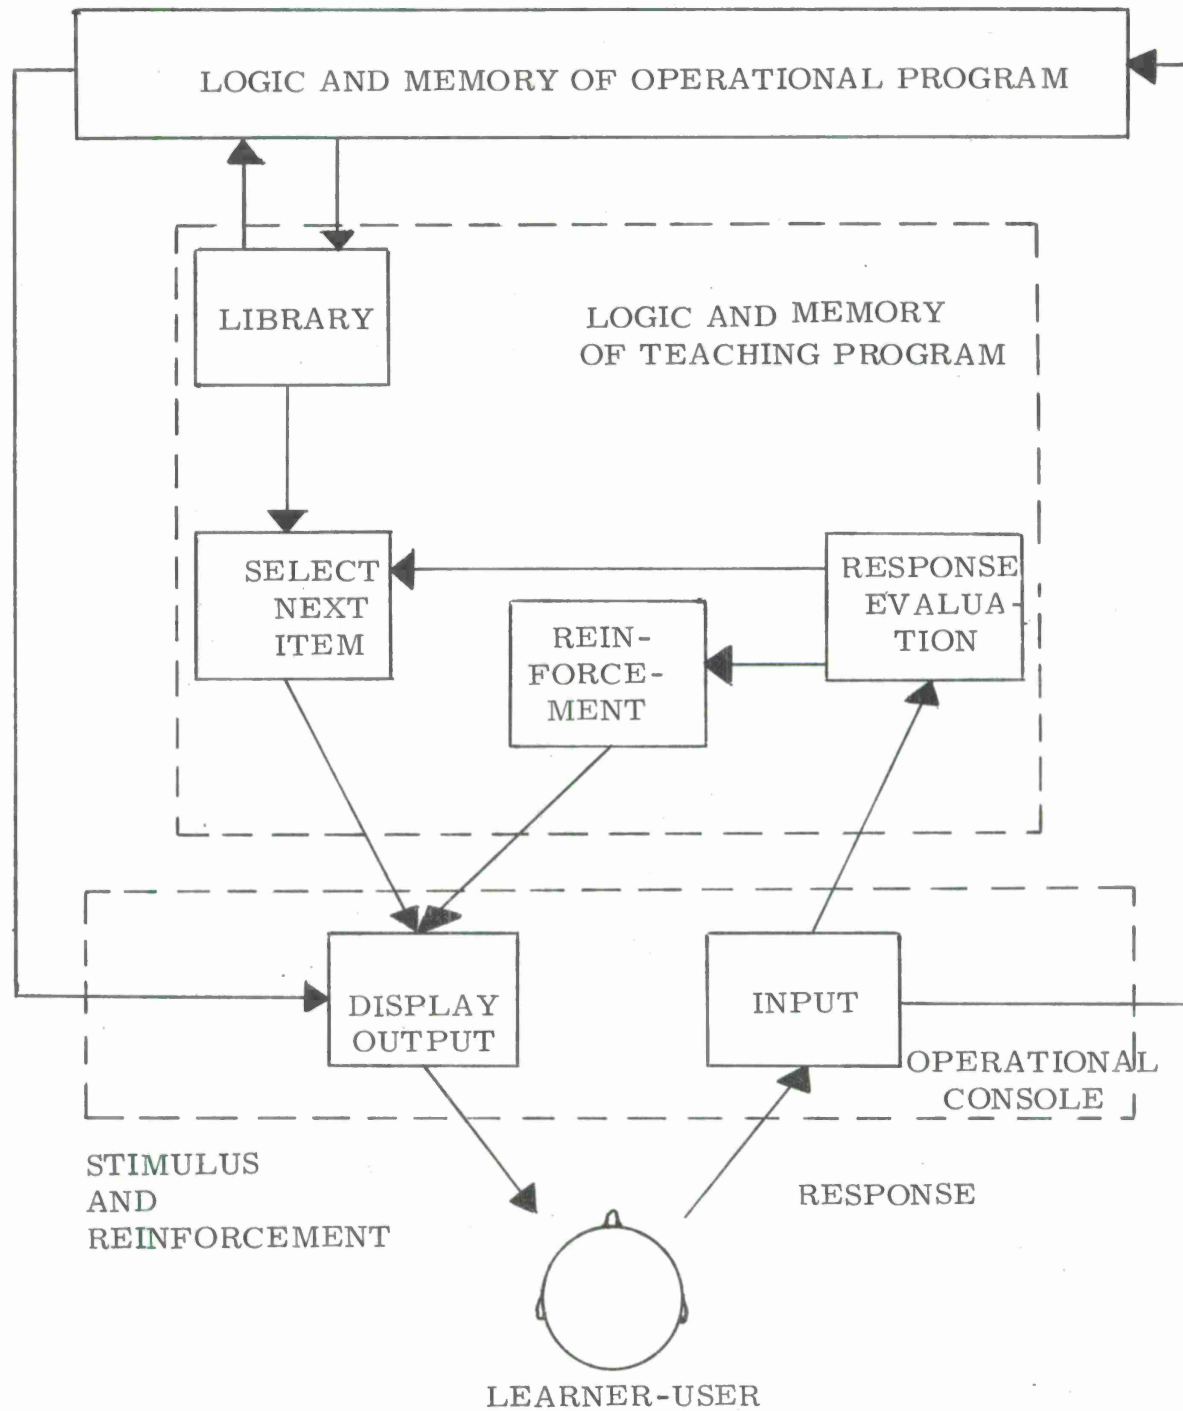 LOGIC AND MEMORY OF OPERATIONAL PROGRAM
LIBRARY
LOGIC AND MEMORY
OF TEACHING PROGRAM
SELECT
NEXT
ITEM
REIN-
FORCE-
MENT
RESPONSE
EVALUA-
TION
DISPLAY
OUTPUT
INPUT
OPERATIONAL
CONSOLE
STIMULUS
AND
REINFORCEMENT
RESPONSE
LEARNER-USER